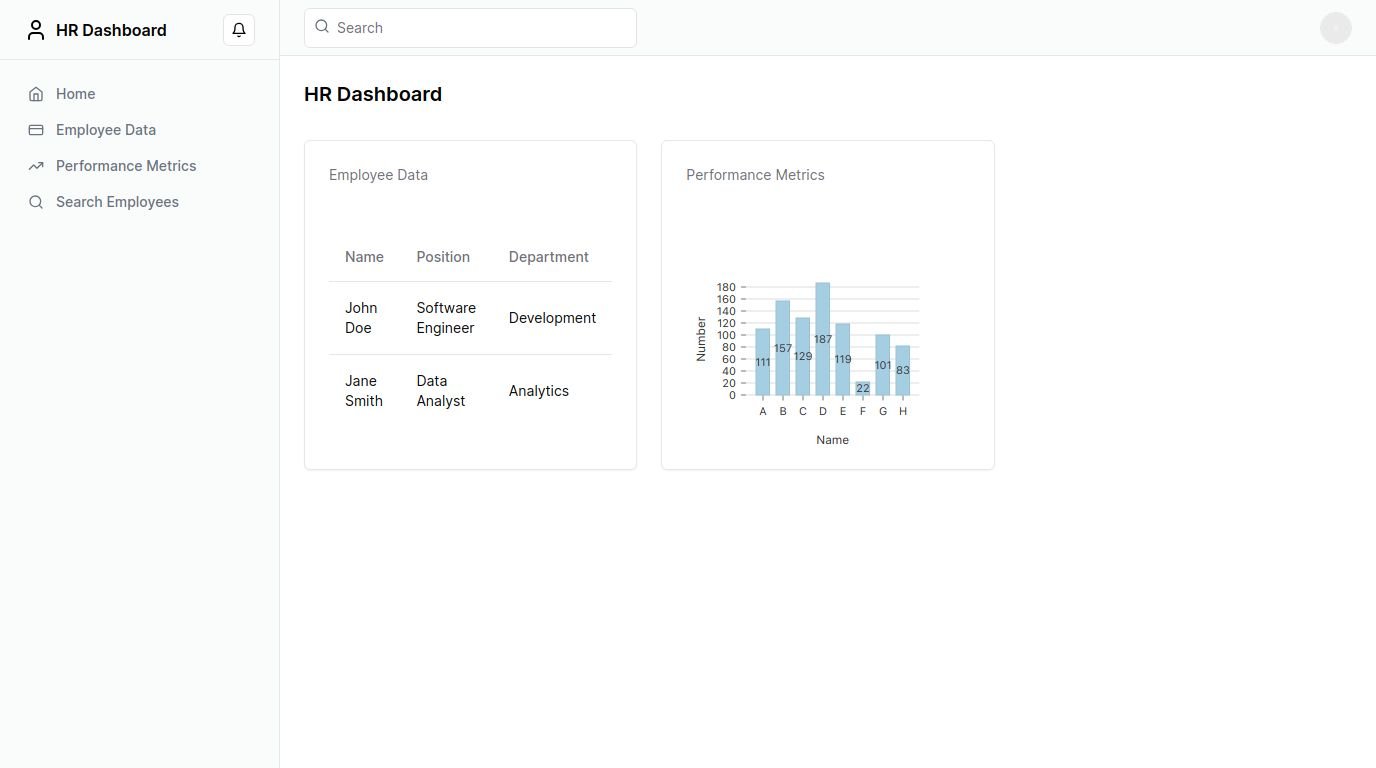 HR Dashboard
Search
Home
Employee Data
Performance Metrics
Search Employees
HR Dashboard
Employee Data
Name Position Department
John Doe Software Engineer Development
Jane Smith Data Analyst Analytics
Performance Metrics
Number
180
160
140
120
100
80
60
40
20
0
111 157 129 187 119 22 101 83
A B C D E F G H
Name